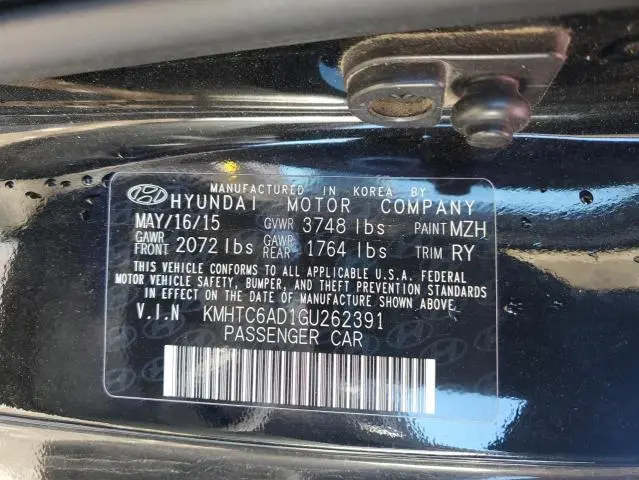 MANUFACTURED IN KOREA BY
HYUNDAI MOTOR COMPANY
MAY/16/15 GVWR 3748 lbs PAINT MZH
GAWR FRONT 2072 lbs GAWR REAR 1764 lbs TRIM RY
THIS VEHICLE CONFORMS TO ALL APPLICABLE U.S.A. FEDERAL
MOTOR VEHICLE SAFETY, BUMPER, AND THEFT PREVENTION STANDARDS
IN EFFECT ON THE DATE OF MANUFACTURE SHOWN ABOVE.
V.I.N KMHTC6AD1GU262391
PASSENGER CAR